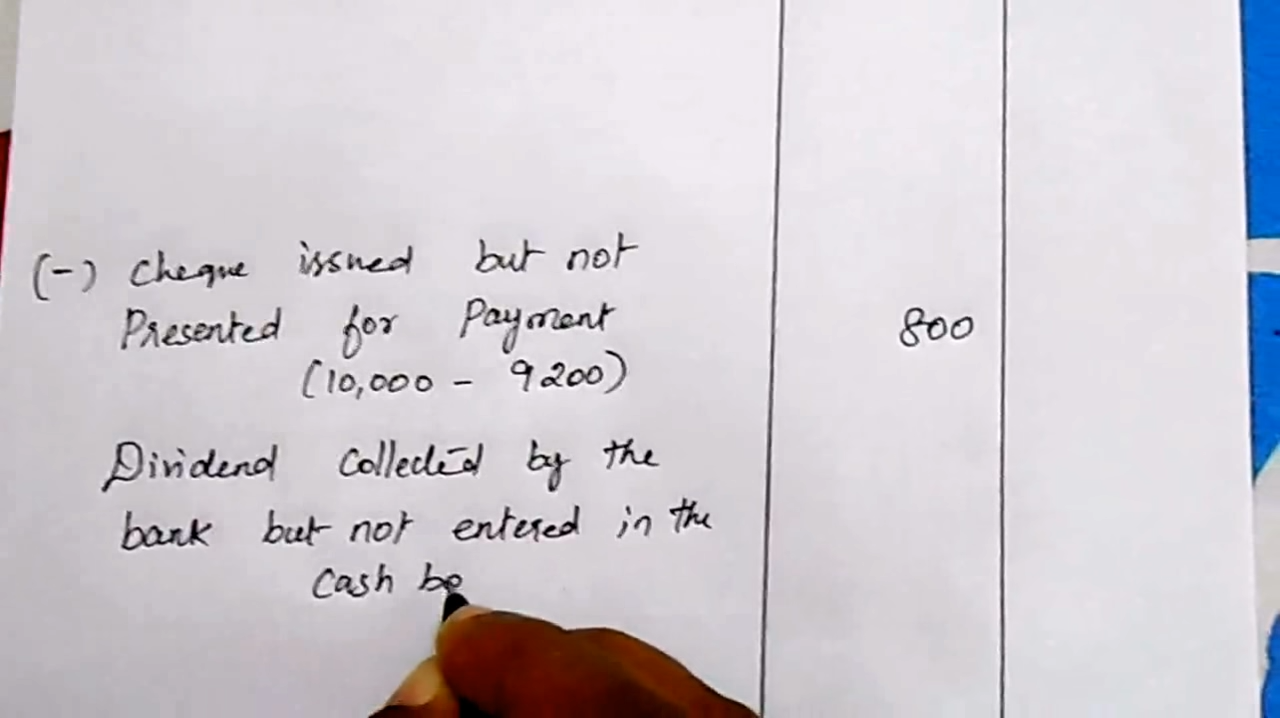 (-) Cheque issued but not
Presented for Payment
800
(10,000 - 9200)
Dividend Collected by the
bank but not entered in the
Cash bo